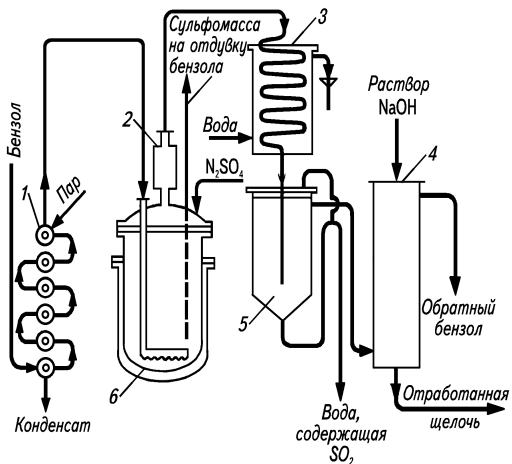 Сульфомасса
на отдувку
бензола
3
Бензол
2
Вода
Раствор
NaOH
N₂SO₄
4
1
Пар
5
Обратный
бензол
6
Конденсат
Вода,
содержащая
SO₂
Отработанная
щелочь